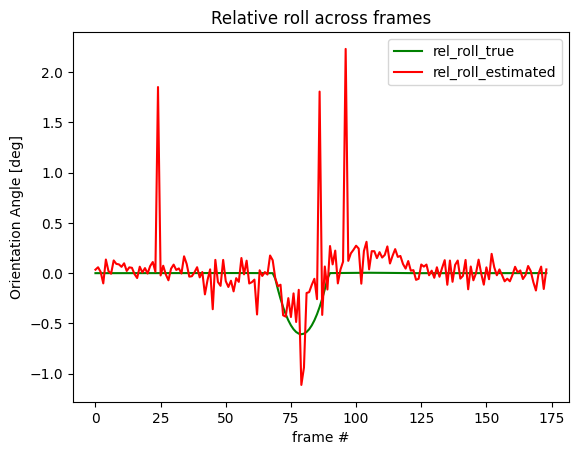 Relative roll across frames
rel_roll_true
rel_roll_estimated
Orientation Angle [deg]
2.0
1.5
1.0
0.5
0.0
−0.5
−1.0
0 25 50 75 100 125 150 175
frame #